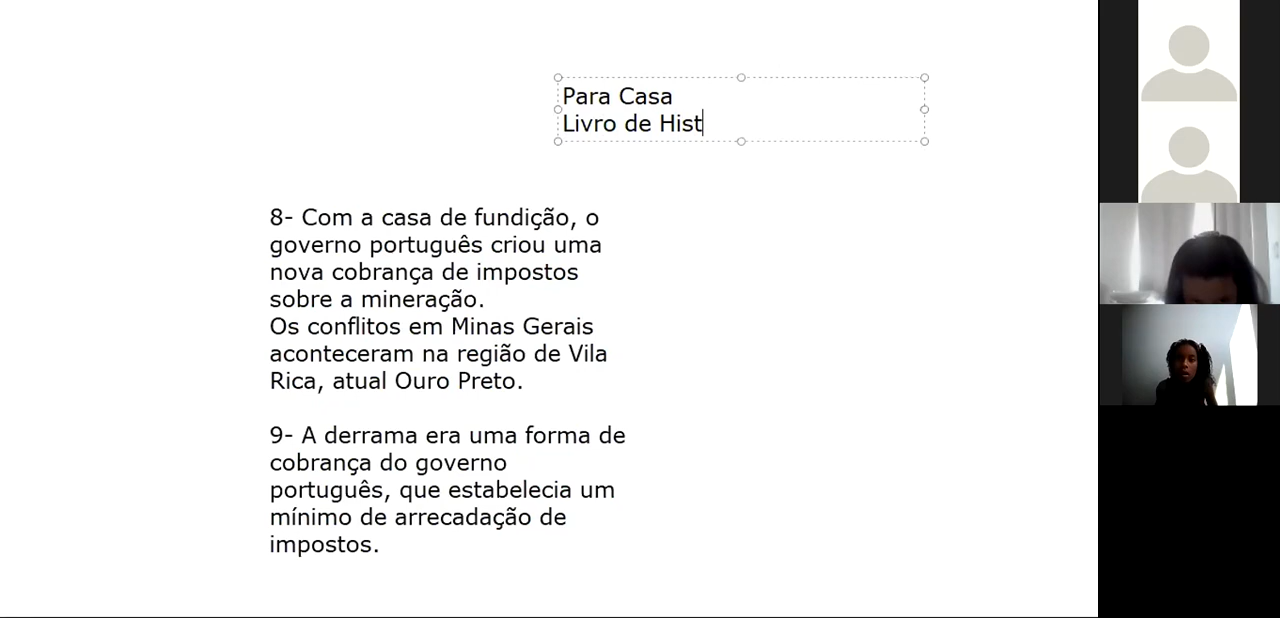 Para Casa
Livro de Hist
8- Com a casa de fundição, o
governo português criou uma
nova cobrança de impostos
sobre a mineração.
Os conflitos em Minas Gerais
aconteceram na região de Vila
Rica, atual Ouro Preto.
9- A derrama era uma forma de
cobrança do governo
português, que estabelecia um
mínimo de arrecadação de
impostos.